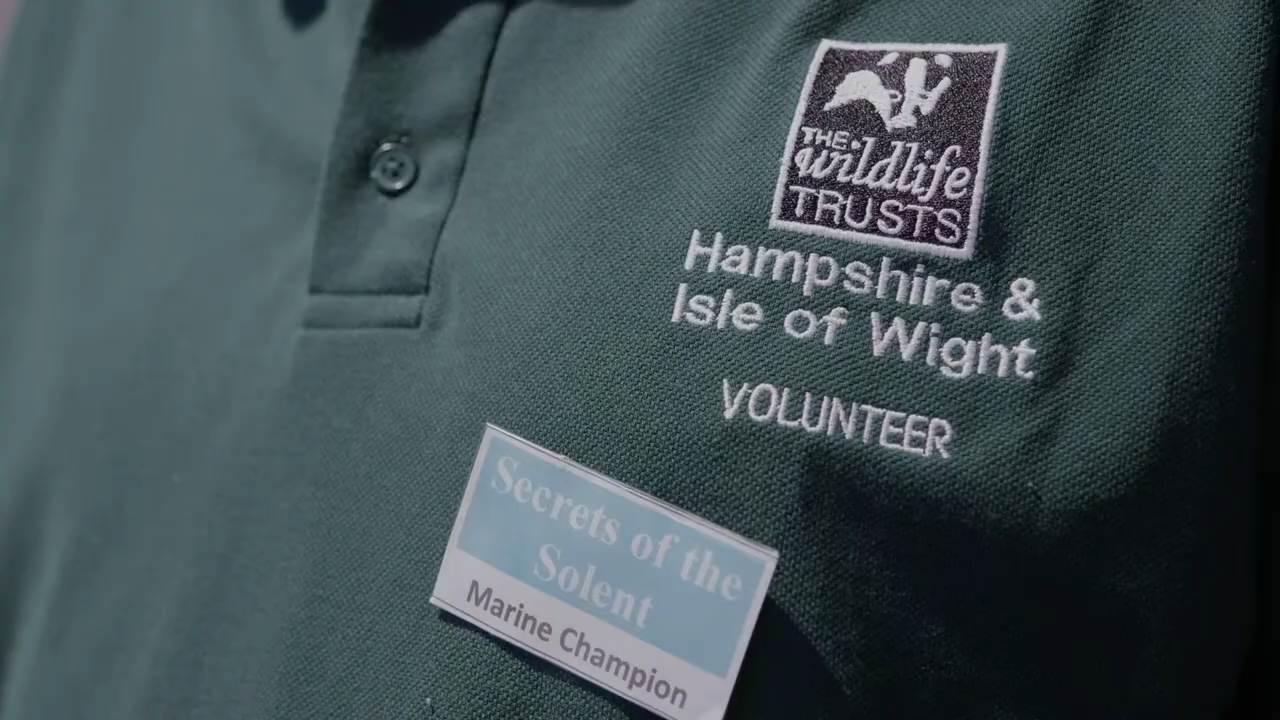 THE
wildlife
TRUSTS
Hampshire &
Isle of Wight
VOLUNTEER
Secrets of the
Solent
Marine Champion